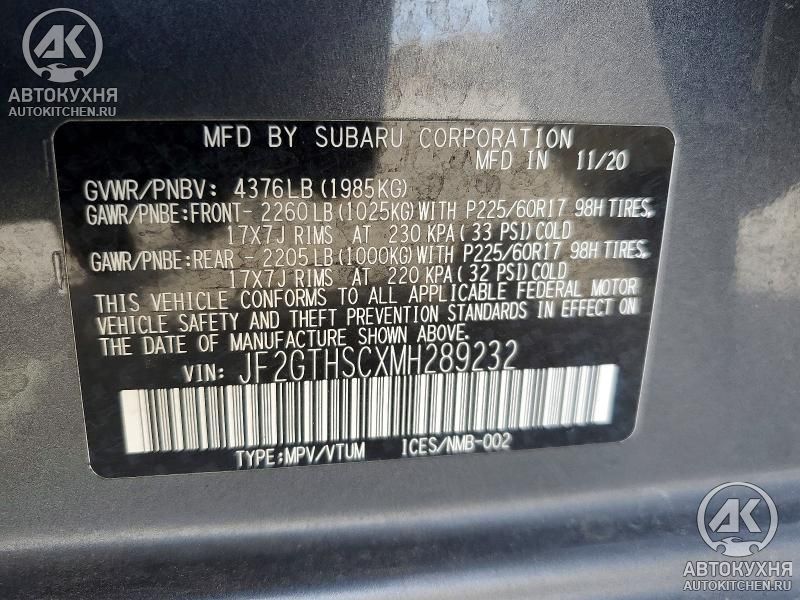 АК
АВТОКУХНЯ
AUTOKITCHEN.RU
MFD BY SUBARU CORPORATION
MFD IN 11/20
GVWR/PNBV: 4376LB (1985KG)
GAWR/PNBE:FRONT- 2260LB (1025KG) WITH P225/60R17 98H TIRES,
17X7J RIMS AT 230 KPA (33 PSI) COLD
GAWR/PNBE:REAR - 2205LB (1000KG) WITH P225/60R17 98H TIRES,
17X7J RIMS AT 220 KPA (32 PSI) COLD
THIS VEHICLE CONFORMS TO ALL APPLICABLE FEDERAL MOTOR
VEHICLE SAFETY AND THEFT PREVENTION STANDARDS IN EFFECT ON
THE DATE OF MANUFACTURE SHOWN ABOVE.
VIN: JF2GTHSCXMH289232
TYPE:MPV/VTUM ICES/NMB-002
АК
АВТОКУХНЯ
AUTOKITCHEN.RU